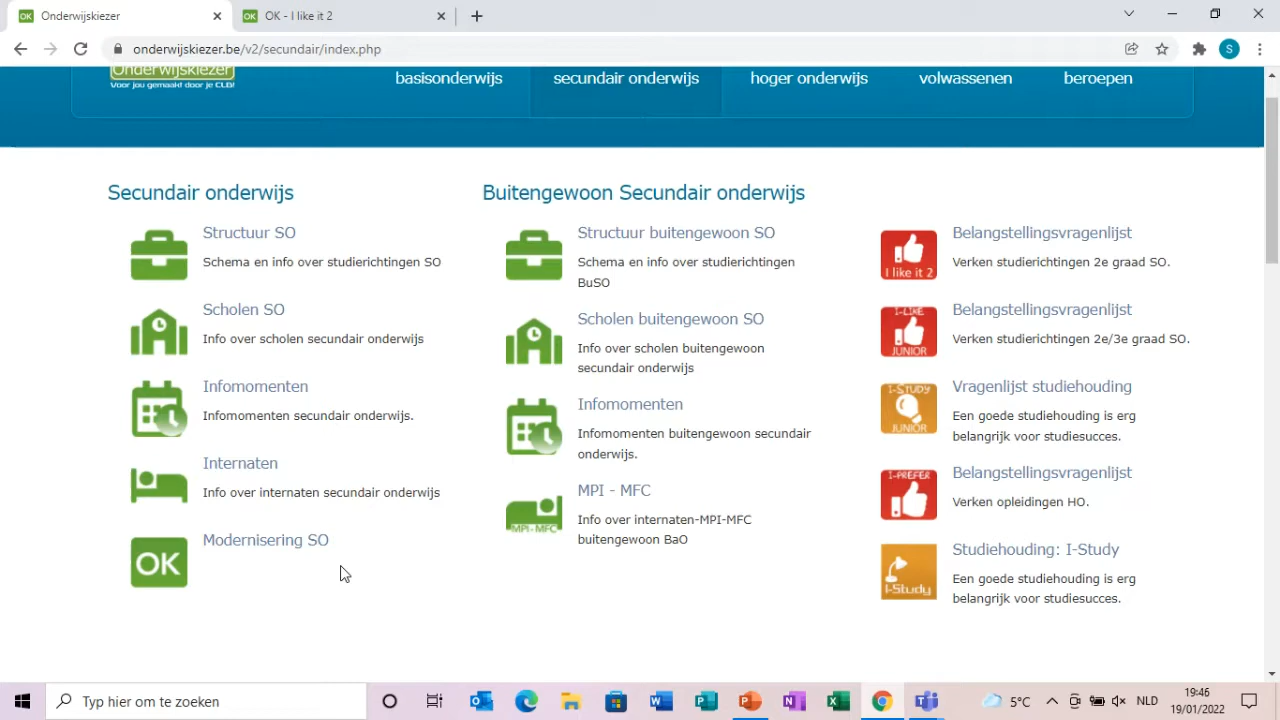 Onderwijskiezer
OK - I like it 2
onderwijskiezer.be/v2/secundair/index.php
Onderwijskiezer
Voor jou gemaakt door je CLB!
basisonderwijs
secundair onderwijs
hoger onderwijs
volwassenen
beroepen
Secundair onderwijs
Structuur SO
Schema en info over studierichtingen SO
Scholen SO
Info over scholen secundair onderwijs
Infomomenten
Infomomenten secundair onderwijs.
Internaten
Info over internaten secundair onderwijs
OK
Modernisering SO
Buitengewoon Secundair onderwijs
Structuur buitengewoon SO
Schema en info over studierichtingen
BuSO
Scholen buitengewoon SO
Info over scholen buitengewoon
secundair onderwijs
Infomomenten
Infomomenten buitengewoon secundair
onderwijs.
MPI - MFC
MPI - MFC
Info over internaten-MPI-MFC
buitengewoon BaO
I like it 2
Belangstellingsvragenlijst
Verken studierichtingen 2e graad SO.
I-LIKE
JUNIOR
Belangstellingsvragenlijst
Verken studierichtingen 2e/3e graad SO.
I-STUDY
JUNIOR
Vragenlijst studiehouding
Een goede studiehouding is erg
belangrijk voor studiesucces.
I-PREFER
Belangstellingsvragenlijst
Verken opleidingen HO.
I-Study
Studiehouding: I-Study
Een goede studiehouding is erg
belangrijk voor studiesucces.
Typ hier om te zoeken
5°C
NLD
19:46
19/01/2022